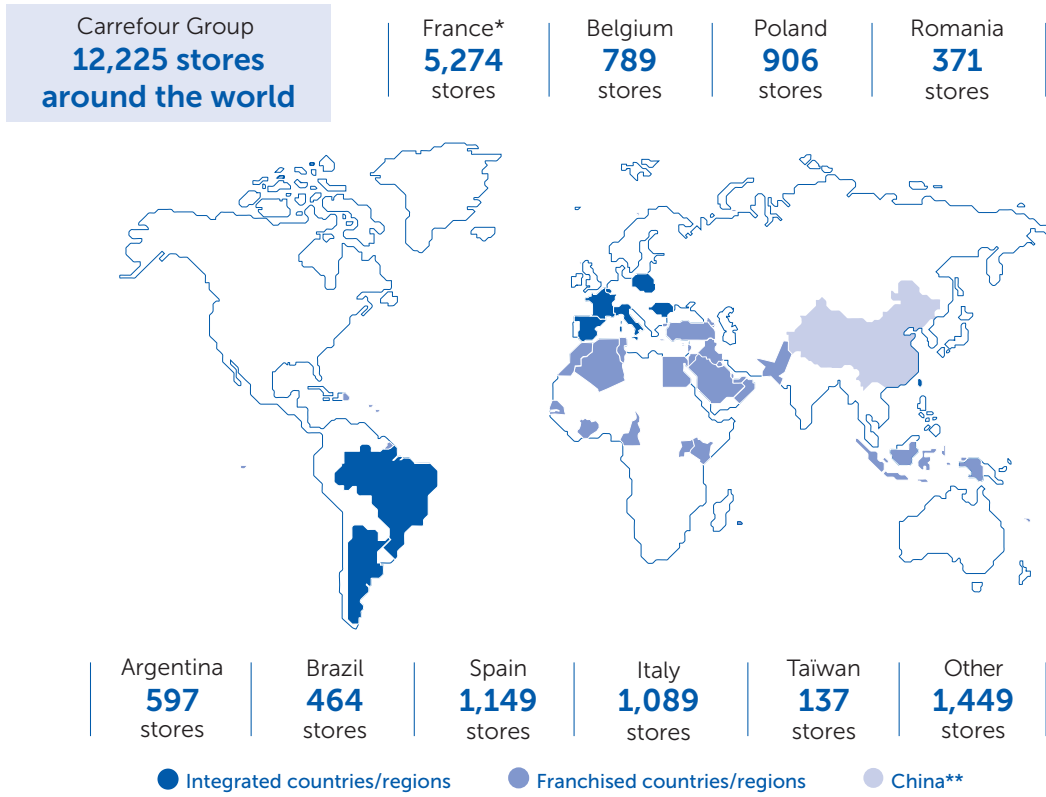 Carrefour Group
12,225 stores
around the world
France*
5,274
stores
Belgium
789
stores
Poland
906
stores
Romania
371
stores
Argentina
597
stores
Brazil
464
stores
Spain
1,149
stores
Italy
1,089
stores
Taïwan
137
stores
Other
1,449
stores
Integrated countries/regions
Franchised countries/regions
China**